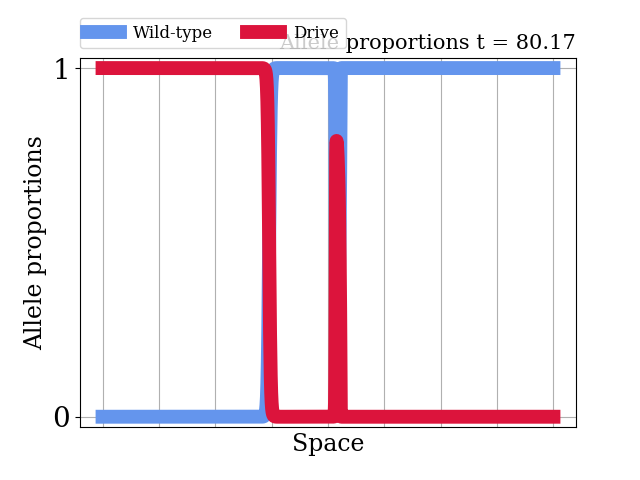 Wild-type Drive
Allele proportions t = 80.17
1
Allele proportions
0
Space